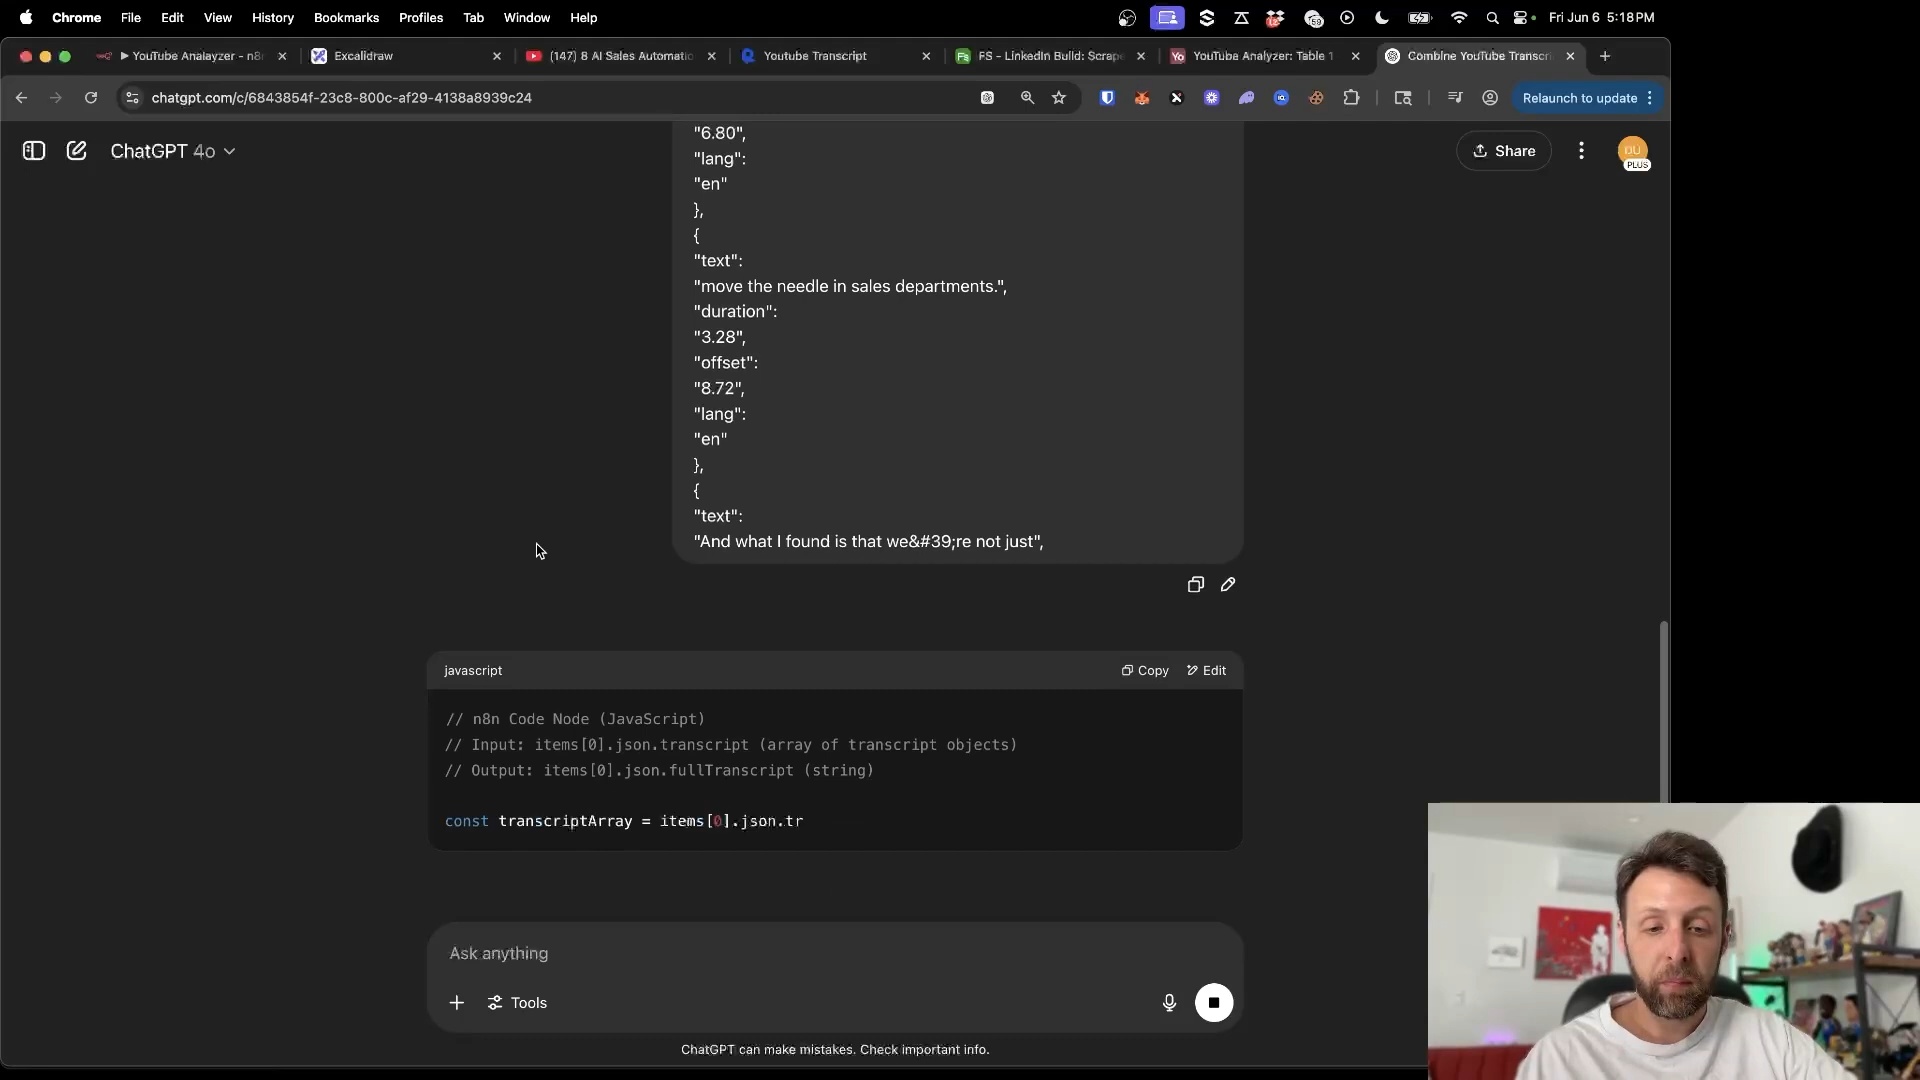 Chrome File Edit View History Bookmarks Profiles Tab Window Help
Fri Jun 6 5:18 PM
YouTube Analayzer - n8
Excalidraw
(147) 8 AI Sales Automatio
Youtube Transcript
FS - LinkedIn Build: Scrape
YouTube Analyzer: Table 1
Combine YouTube Transcri
chatgpt.com/c/6843854f-23c8-800c-af29-4138a8939c24
Relaunch to update
ChatGPT 4o
Share
PLUS
"6.80",
"lang":
"en"
},
{
"text":
"move the needle in sales departments.",
"duration":
"3.28",
"offset":
"8.72",
"lang":
"en"
},
{
"text":
"And what I found is that we&#39;re not just",
javascript
Copy
Edit
// n8n Code Node (JavaScript)
// Input: items[0].json.transcript (array of transcript objects)
// Output: items[0].json.fullTranscript (string)
const transcriptArray = items[0].json.tr
Ask anything
Tools
ChatGPT can make mistakes. Check important info.